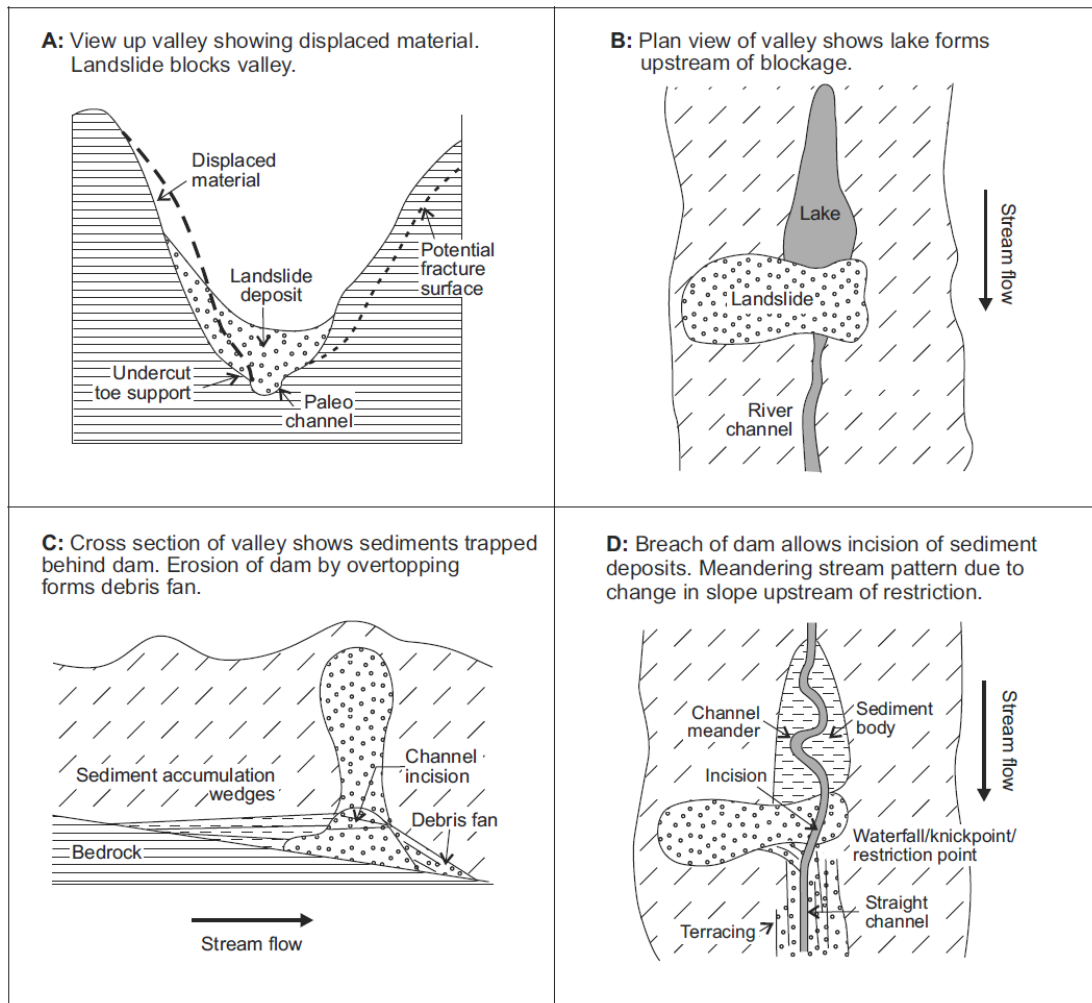 A: View up valley showing displaced material.
Landslide blocks valley.
Displaced
material
Landslide
deposit
Potential
fracture
surface
Undercut
toe support
Paleo
channel
B: Plan view of valley shows lake forms
upstream of blockage.
Lake
Landslide
River
channel
Stream flow
C: Cross section of valley shows sediments trapped
behind dam. Erosion of dam by overtopping
forms debris fan.
Sediment accumulation
wedges
Channel
incision
Debris fan
Bedrock
Stream flow
D: Breach of dam allows incision of sediment
deposits. Meandering stream pattern due to
change in slope upstream of restriction.
Channel
meander
Sediment
body
Incision
Waterfall/knickpoint/
restriction point
Straight
channel
Terracing
Stream flow